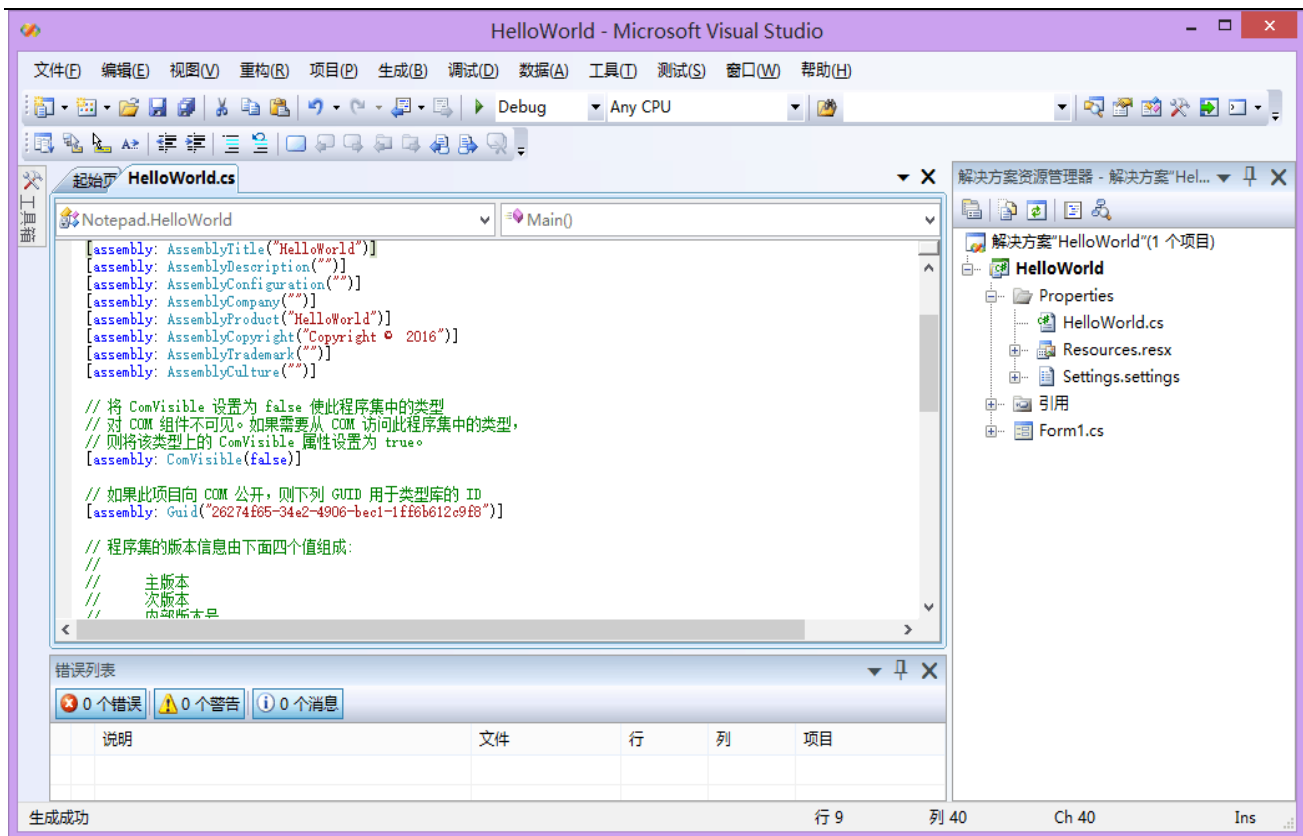 HelloWorld - Microsoft Visual Studio
文件(F) 编辑(E) 视图(V) 重构(R) 项目(P) 生成(B) 调试(D) 数据(A) 工具(T) 测试(S) 窗口(W) 帮助(H)
Debug Any CPU
工具箱
起始页 HelloWorld.cs
Notepad.HelloWorld Main()
[assembly: AssemblyTitle("HelloWorld")]
[assembly: AssemblyDescription("")]
[assembly: AssemblyConfiguration("")]
[assembly: AssemblyCompany("")]
[assembly: AssemblyProduct("HelloWorld")]
[assembly: AssemblyCopyright("Copyright © 2016")]
[assembly: AssemblyTrademark("")]
[assembly: AssemblyCulture("")]
// 将 ComVisible 设置为 false 使此程序集中的类型
// 对 COM 组件不可见。如果需要从 COM 访问此程序集中的类型，
// 则将该类型上的 ComVisible 属性设置为 true。
[assembly: ComVisible(false)]
// 如果此项目向 COM 公开，则下列 GUID 用于类型库的 ID
[assembly: Guid("26274f65-34e2-4906-bec1-1ff6b612c9f8")]
// 程序集的版本信息由下面四个值组成:
//
// 主版本
// 次版本
// 内部版本号
解决方案资源管理器 - 解决方案"Hel...
解决方案"HelloWorld"(1 个项目)
HelloWorld
Properties
HelloWorld.cs
Resources.resx
Settings.settings
引用
Form1.cs
错误列表
0 个错误 0 个警告 0 个消息
说明 文件 行 列 项目
生成成功 行 9 列 40 Ch 40 Ins